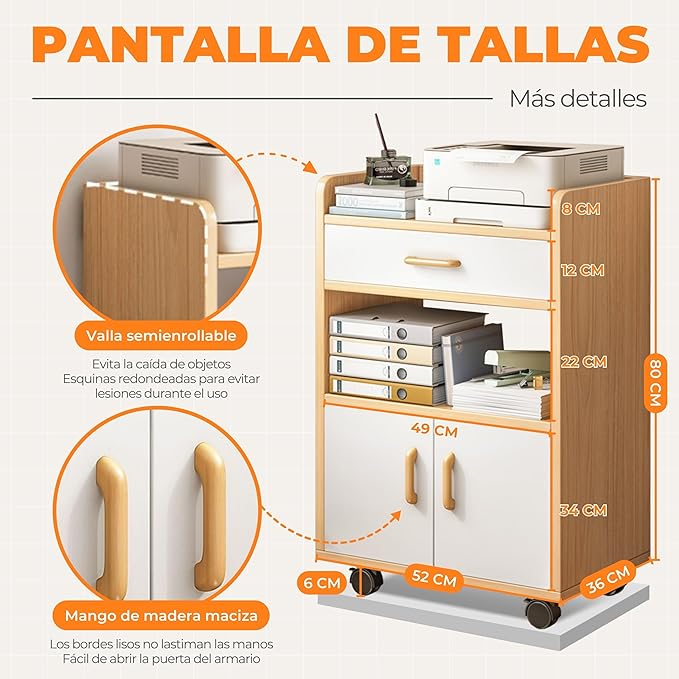 PANTALLA DE TALLAS
Más detalles
Valla semienrollable
Evita la caída de objetos
Esquinas redondeadas para evitar
lesiones durante el uso
Mango de madera maciza
Los bordes lisos no lastiman las manos
Fácil de abrir la puerta del armario
8 CM
12 CM
22 CM
80 CM
49 CM
34 CM
6 CM
52 CM
36 CM